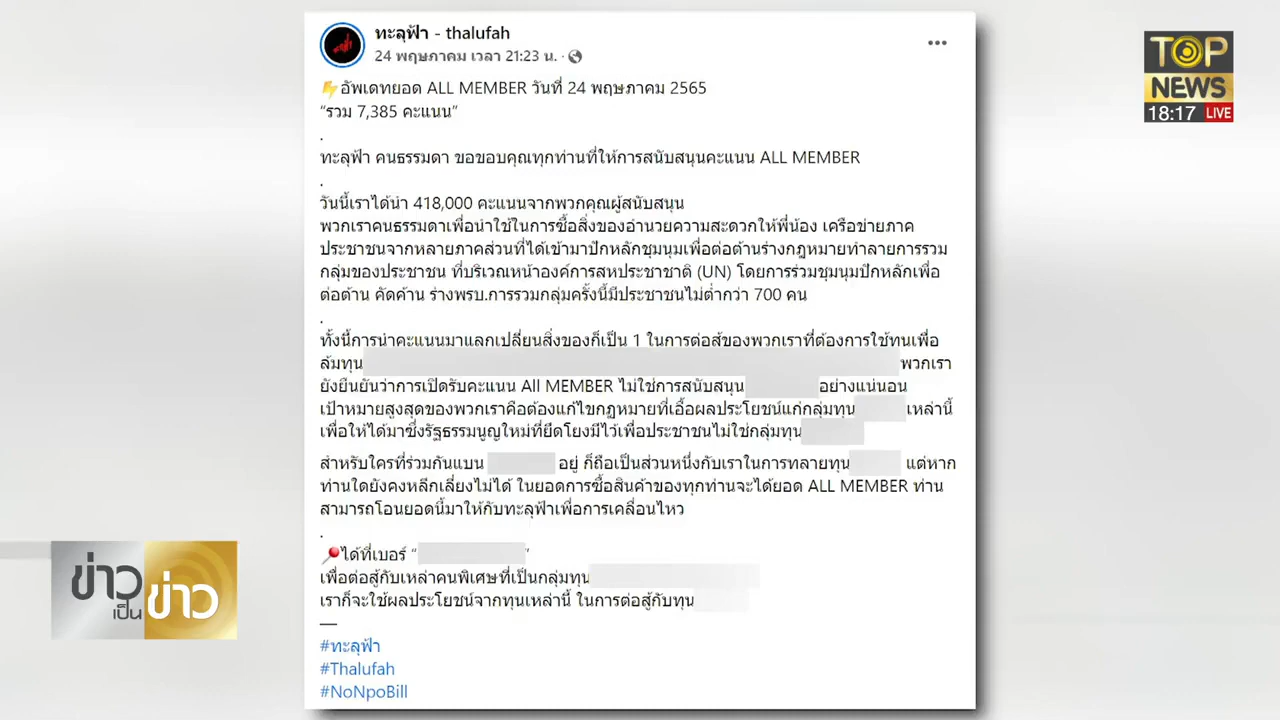 ทะลุฟ้า - thalufah
24 พฤษภาคม เวลา 21:23 น. ·
TOP
NEWS
18:17 LIVE
⚡อัพเดทยอด ALL MEMBER วันที่ 24 พฤษภาคม 2565
"รวม 7,385 คะแนน"
.
ทะลุฟ้า คนธรรมดา ขอขอบคุณทุกท่านที่ให้การสนับสนุนคะแนน ALL MEMBER
.
วันนี้เราได้นำ 418,000 คะแนนจากพวกคุณผู้สนับสนุน
พวกเราคนธรรมดาเพื่อนำใช้ในการซื้อสิ่งของอำนวยความสะดวกให้พี่น้อง เครือข่ายภาค
ประชาชนจากหลายภาคส่วนที่ได้เข้ามาปักหลักชุมนุมเพื่อต่อต้านร่างกฎหมายทำลายการรวม
กลุ่มของประชาชน ที่บริเวณหน้าองค์การสหประชาชาติ (UN) โดยการร่วมชุมนุมปักหลักเพื่อ
ต่อต้าน คัดค้าน ร่างพรบ.การรวมกลุ่มครั้งนี้มีประชาชนไม่ต่ำกว่า 700 คน
.
ทั้งนี้การนำคะแนนมาแลกเปลี่ยนสิ่งของก็เป็น 1 ในการต่อสู้ของพวกเราที่ต้องการใช้ทุนเพื่อ
ล้มทุน พวกเรา
ยังยืนยันว่าการเปิดรับคะแนน All MEMBER ไม่ใช่การสนับสนุน อย่างแน่นอน
เป้าหมายสูงสุดของพวกเราคือต้องแก้ไขกฎหมายที่เอื้อผลประโยชน์แก่กลุ่มทุน เหล่านี้
เพื่อให้ได้มาซึ่งรัฐธรรมนูญใหม่ที่ยึดโยงมีไว้เพื่อประชาชนไม่ใช่กลุ่มทุน
สำหรับใครที่ร่วมกันแบน อยู่ ก็ถือเป็นส่วนหนึ่งกับเราในการทลายทุน แต่หาก
ท่านใดยังคงหลีกเลี่ยงไม่ได้ ในยอดการซื้อสินค้าของทุกท่านจะได้ยอด ALL MEMBER ท่าน
สามารถโอนยอดนี้มาให้กับทะลุฟ้าเพื่อการเคลื่อนไหว
.
📍ได้ที่เบอร์ " "
เพื่อต่อสู้กับเหล่าคนพิเศษที่เป็นกลุ่มทุน
เราก็จะใช้ผลประโยชน์จากทุนเหล่านี้ ในการต่อสู้กับทุน
—
#ทะลุฟ้า
#Thalufah
#NoNpoBill
ข่าว
เป็น
ข่าว